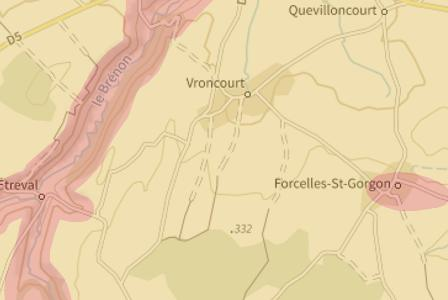 Quevilloncourt
D5
le Brénon
Vroncourt
Étreval
Forcelles-St-Gorgon
.332